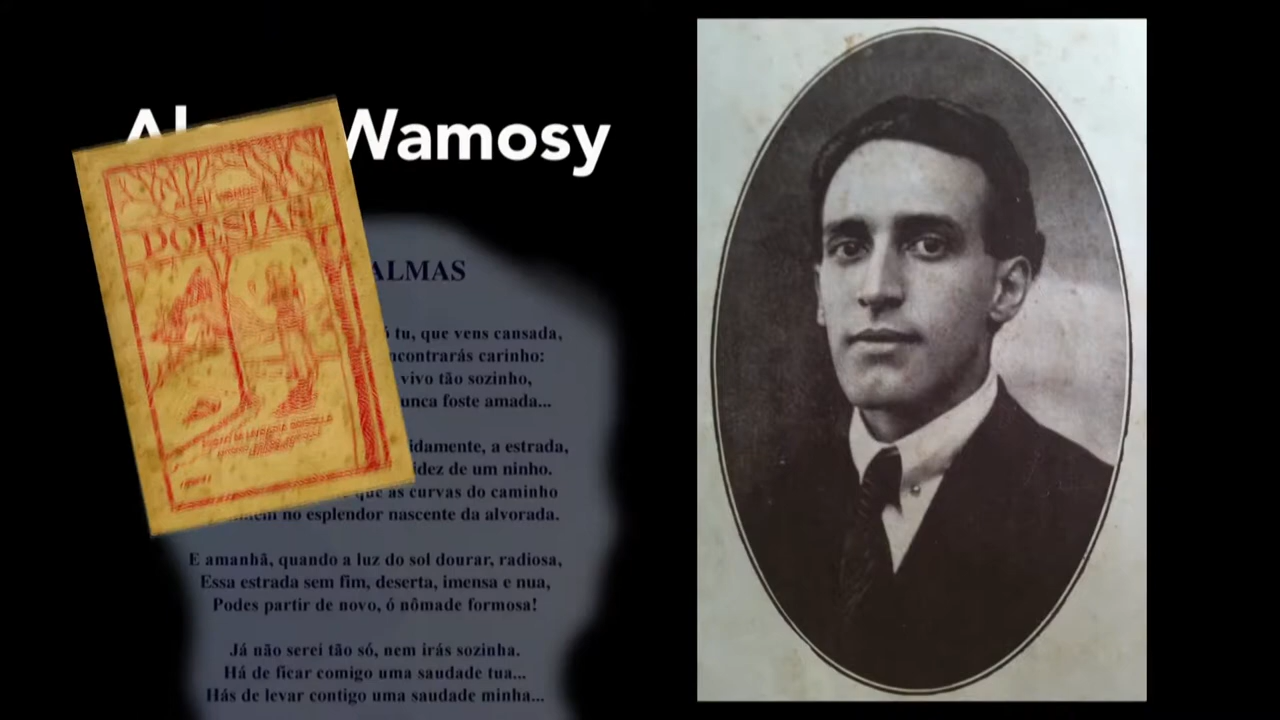 Wamosy
POESIAS
ALMAS
ó tu, que vens cansada,
ncontrarás carinho:
vivo tão sozinho,
unca foste amada...
idamente, a estrada,
idez de um ninho.
que as curvas do caminho
no esplendor nascente da alvorada.
E amanhã, quando a luz do sol dourar, radiosa,
Essa estrada sem fim, deserta, imensa e nua,
Podes partir de novo, ó nômade formosa!
Já não serei tão só, nem irás sozinha.
Há de ficar comigo uma saudade tua...
Hás de levar contigo uma saudade minha...